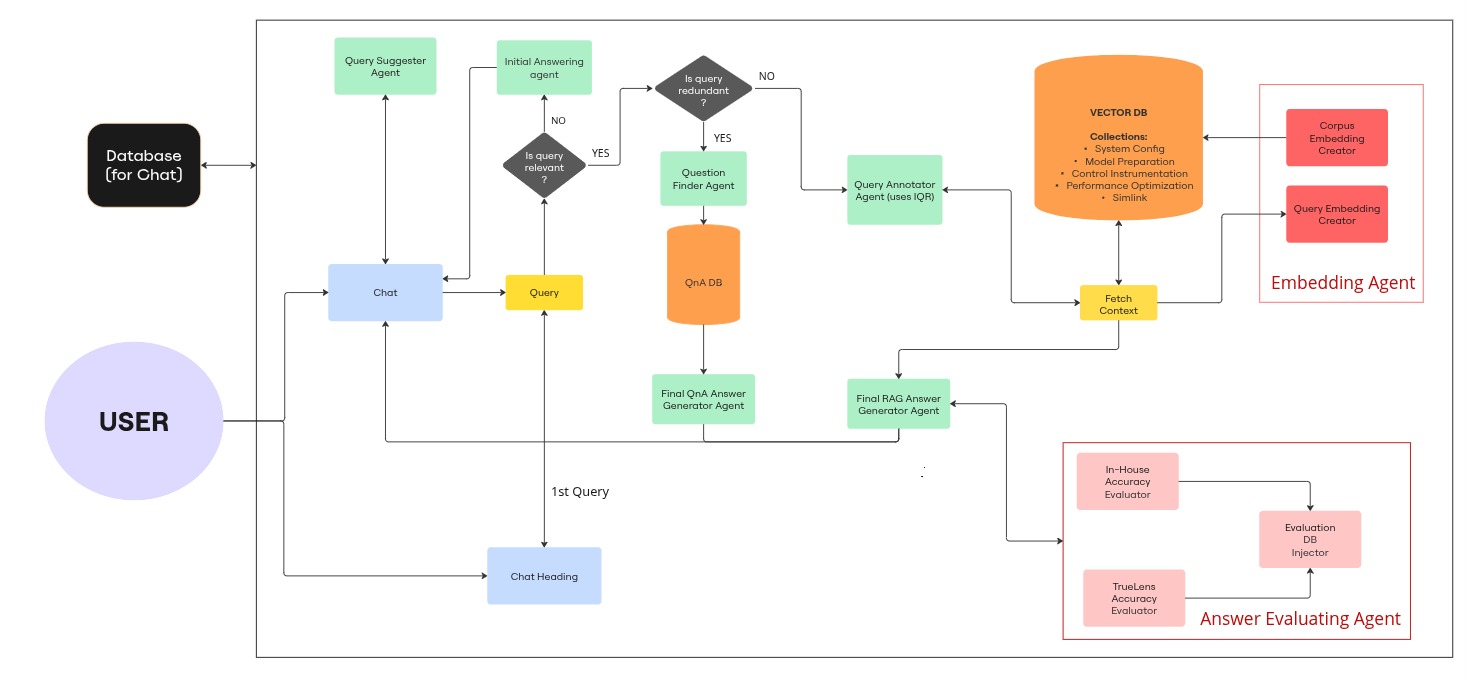 Query Suggester
Agent
Initial Answering
agent
Is query
redundant
?
NO
VECTOR DB
Collections:
• System Config
• Model Preparation
• Control Instrumentation
• Performance Optimization
• Simlink
Corpus
Embedding
Creator
Database
(for Chat)
NO
Is query
relevant
?
YES
YES
Question
Finder Agent
Query Annotator
Agent (uses IQR)
Query Embedding
Creator
Embedding Agent
Chat
Query
QnA DB
Fetch
Context
USER
Final QnA Answer
Generator Agent
Final RAG Answer
Generator Agent
1st Query
In-House
Accuracy
Evaluator
Evaluation
DB
Injector
Chat Heading
TrueLens
Accuracy
Evaluator
Answer Evaluating Agent